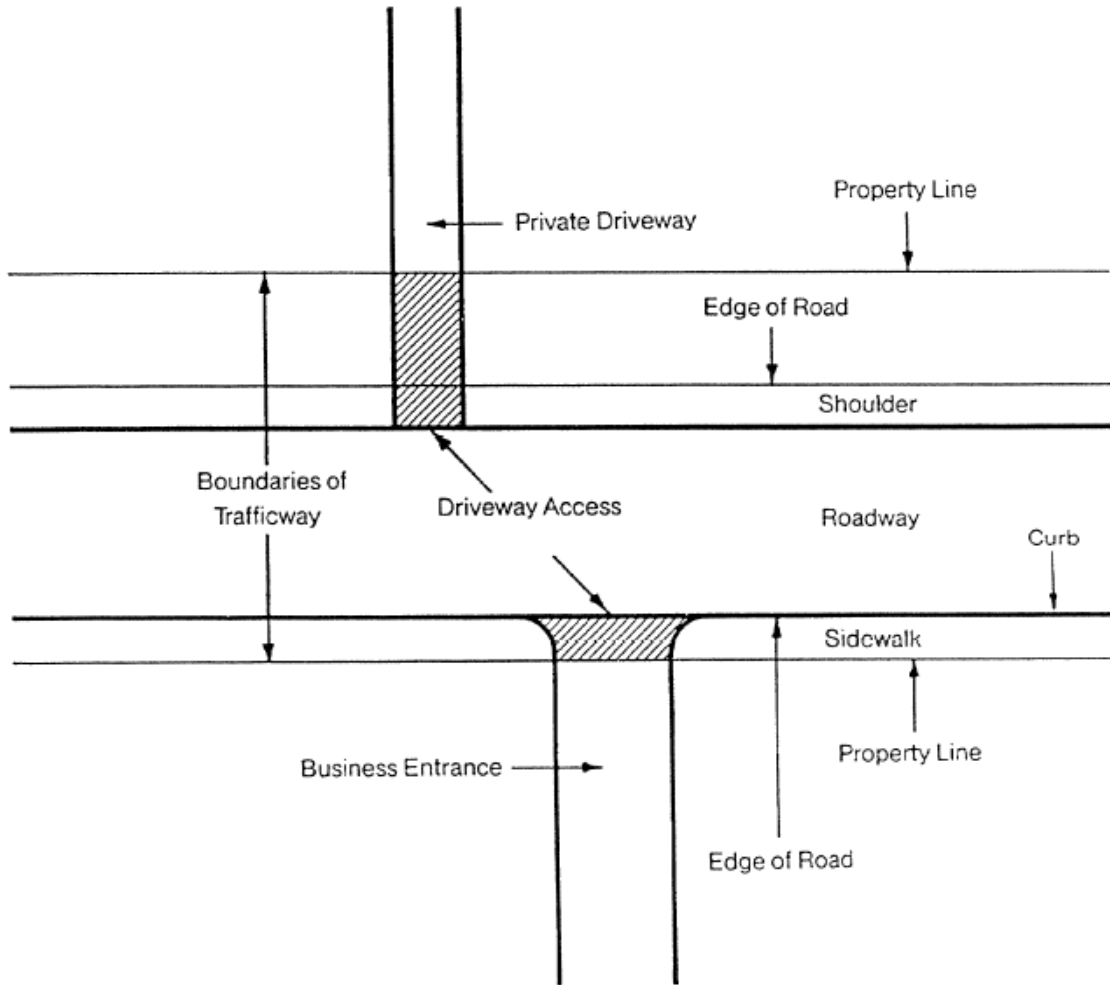 Property Line
Private Driveway
Edge of Road
Shoulder
Boundaries of
Trafficway
Driveway Access
Roadway
Curb
Sidewalk
Property Line
Business Entrance
Edge of Road